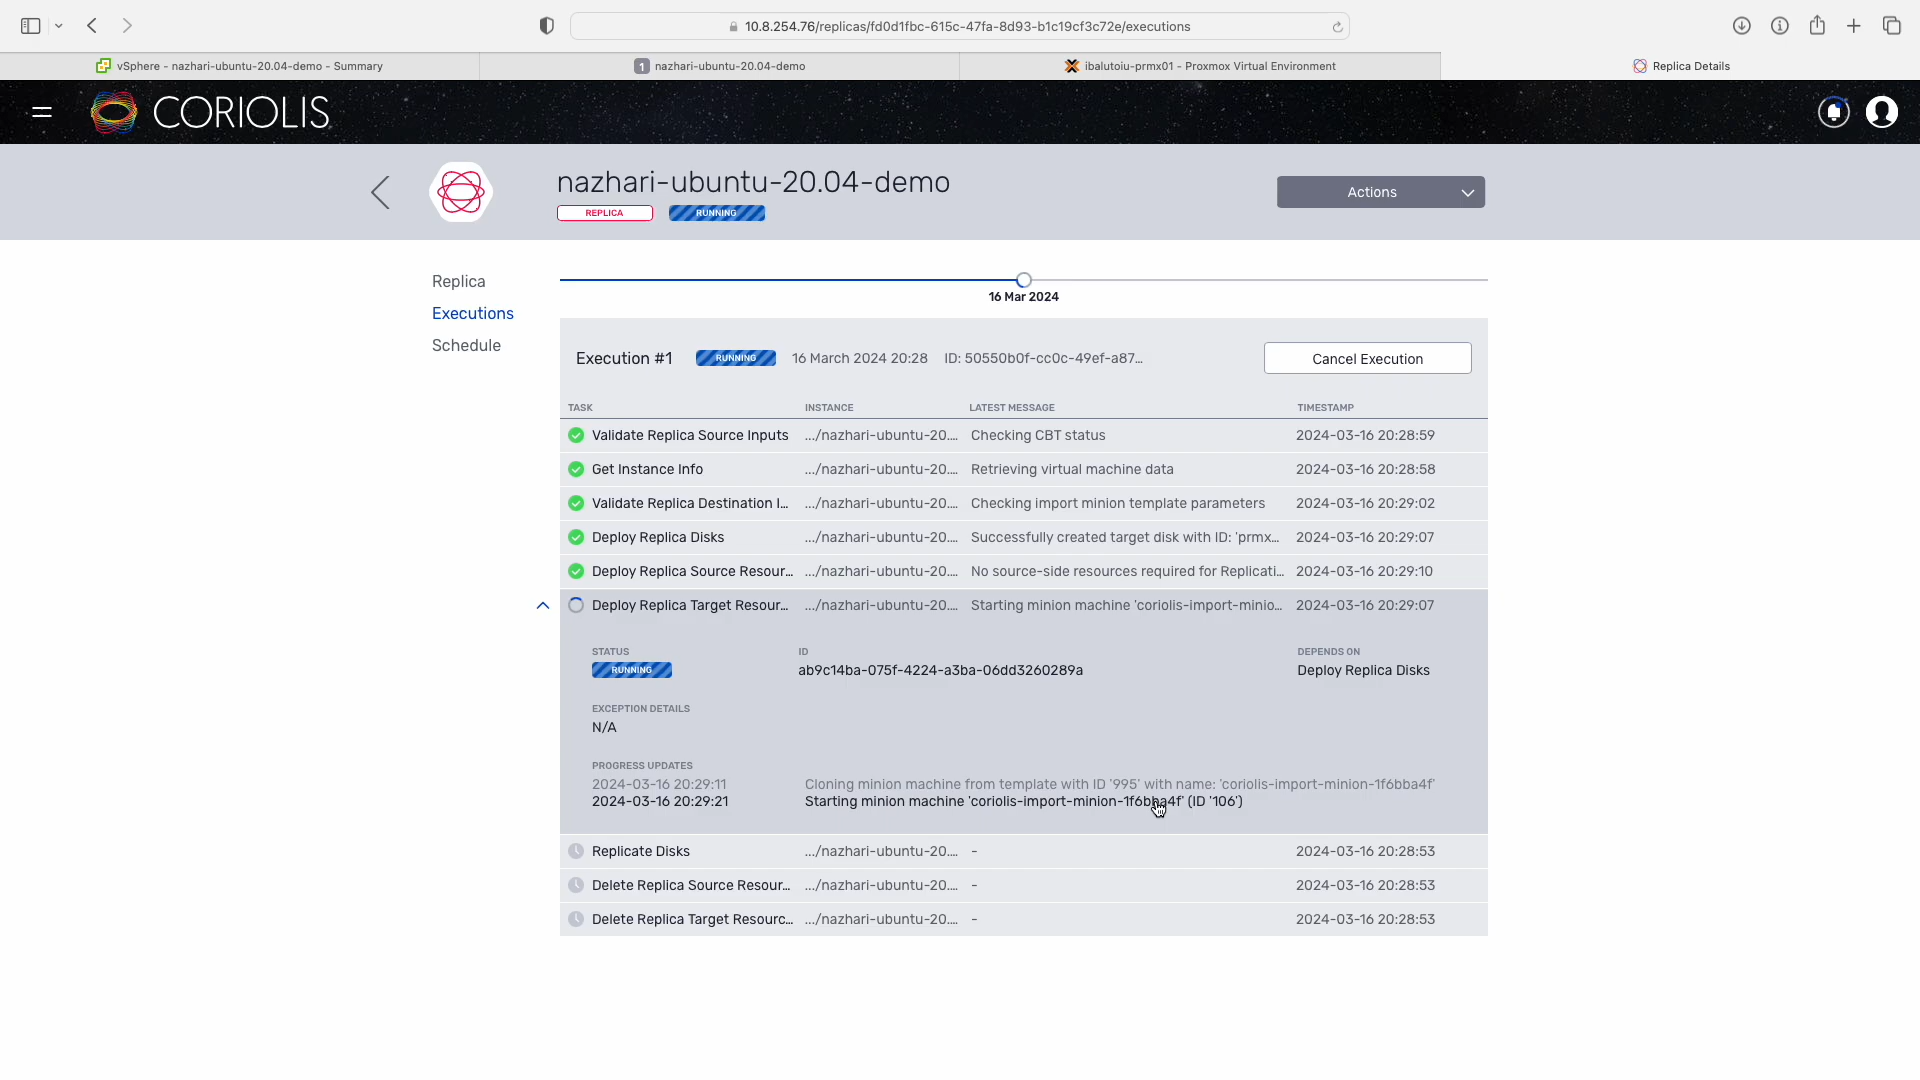 10.8.254.76/replicas/fd0d1fbc-615c-47fa-8d93-b1c19cf3c72e/executions
vSphere - nazhari-ubuntu-20.04-demo - Summary
1 nazhari-ubuntu-20.04-demo
ibalutoiu-prmx01 - Proxmox Virtual Environment
Replica Details
CORIOLIS
nazhari-ubuntu-20.04-demo
REPLICA RUNNING
Actions
Replica
Executions
Schedule
16 Mar 2024
Execution #1 RUNNING 16 March 2024 20:28 ID: 50550b0f-cc0c-49ef-a87... Cancel Execution
TASK INSTANCE LATEST MESSAGE TIMESTAMP
Validate Replica Source Inputs .../nazhari-ubuntu-20.... Checking CBT status 2024-03-16 20:28:59
Get Instance Info .../nazhari-ubuntu-20.... Retrieving virtual machine data 2024-03-16 20:28:58
Validate Replica Destination I... .../nazhari-ubuntu-20.... Checking import minion template parameters 2024-03-16 20:29:02
Deploy Replica Disks .../nazhari-ubuntu-20.... Successfully created target disk with ID: 'prmx... 2024-03-16 20:29:07
Deploy Replica Source Resour... .../nazhari-ubuntu-20.... No source-side resources required for Replicati... 2024-03-16 20:29:10
Deploy Replica Target Resour... .../nazhari-ubuntu-20.... Starting minion machine 'coriolis-import-minio... 2024-03-16 20:29:07
STATUS ID DEPENDS ON
RUNNING ab9c14ba-075f-4224-a3ba-06dd3260289a Deploy Replica Disks
EXCEPTION DETAILS
N/A
PROGRESS UPDATES
2024-03-16 20:29:11 Cloning minion machine from template with ID '995' with name: 'coriolis-import-minion-1f6bba4f'
2024-03-16 20:29:21 Starting minion machine 'coriolis-import-minion-1f6bba4f' (ID '106')
Replicate Disks .../nazhari-ubuntu-20.... - 2024-03-16 20:28:53
Delete Replica Source Resour... .../nazhari-ubuntu-20.... - 2024-03-16 20:28:53
Delete Replica Target Resourc... .../nazhari-ubuntu-20.... - 2024-03-16 20:28:53